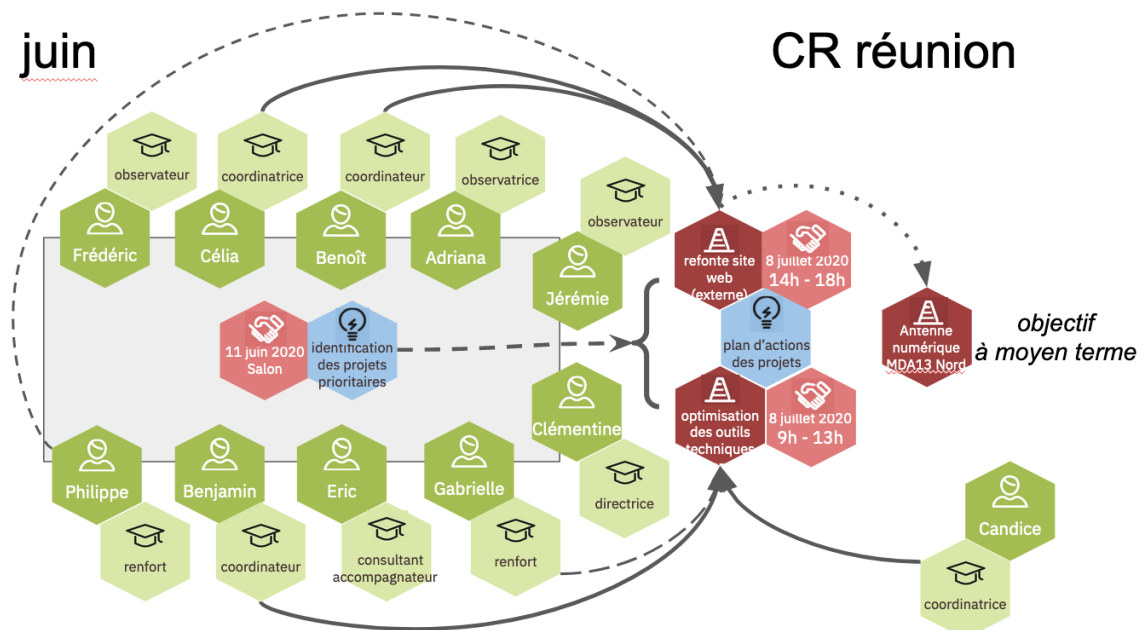 juin
CR réunion
observateur
coordinatrice
coordinateur
observatrice
observateur
Frédéric
Célia
Benoît
Adriana
Jérémie
refonte site
web
(externe)
8 juillet 2020
14h - 18h
11 juin 2020
Salon
identification
des projets
prioritaires
plan d'actions
des projets
Antenne
numérique
MDA13 Nord
objectif
à moyen terme
optimisation
des outils
techniques
8 juillet 2020
9h - 13h
Clémentine
directrice
Philippe
Benjamin
Eric
Gabrielle
renfort
coordinateur
consultant
accompagnateur
renfort
Candice
coordinatrice